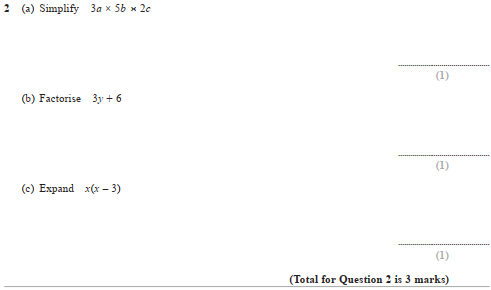 2 (a) Simplify 3a × 5b × 2c
(1)
(b) Factorise 3y + 6
(1)
(c) Expand x(x – 3)
(1)
(Total for Question 2 is 3 marks)